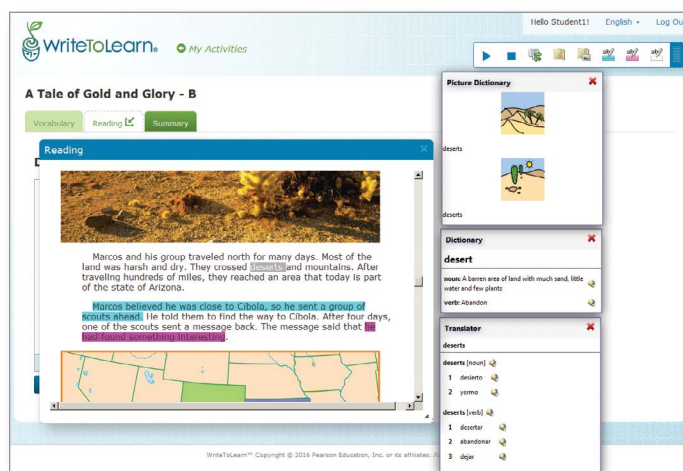 Hello Student1! English Log Ou
WriteToLearn
My Activities
A Tale of Gold and Glory - B
Vocabulary Reading Summary
Reading
Marcos and his group traveled north for many days. Most of the
land was harsh and dry. They crossed deserts and mountains. After
traveling hundreds of miles, they reached an area that today is part
of the state of Arizona.
Marcos believed he was close to Cibola, so he sent a group of
scouts ahead. He told them to find the way to Cibola. After four days,
one of the scouts sent a message back. The message said that he
had found something interesting.
Picture Dictionary
deserts
deserts
Dictionary
desert
noun: A barren area of land with much sand, little
water and few plants
verb: Abandon
Translator
deserts
deserts [noun]
1 desierto
2 yermo
deserts [verb]
1 desertar
2 abandonar
3 dejar
WriteToLearn™ Copyright © 2016 Pearson Education, Inc. or its affiliates. A